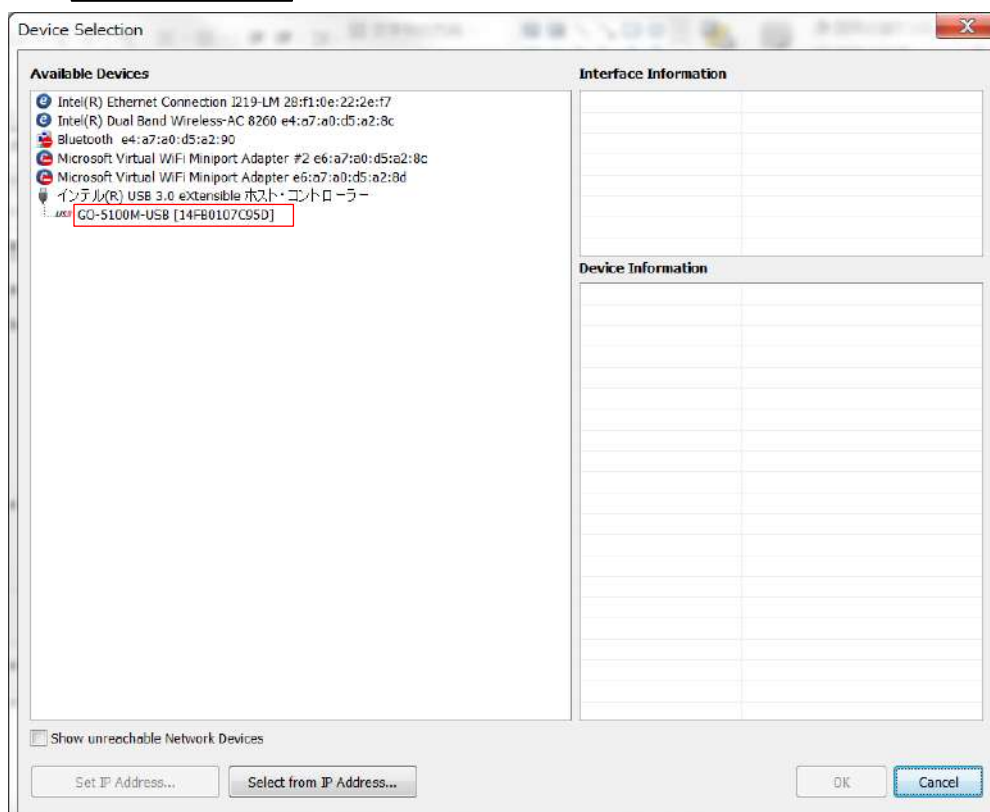 Device Selection
Available Devices
Intel(R) Ethernet Connection I219-LM 28:f1:0e:22:2e:f7
Intel(R) Dual Band Wireless-AC 8260 e4:a7:a0:d5:a2:8c
Bluetooth e4:a7:a0:d5:a2:90
Microsoft Virtual WiFi Miniport Adapter #2 e6:a7:a0:d5:a2:8c
Microsoft Virtual WiFi Miniport Adapter e6:a7:a0:d5:a2:8d
インテル(R) USB 3.0 eXtensible ホスト・コントローラー
GO-5100M-USB [14FB0107C95D]
Interface Information
Device Information
Show unreachable Network Devices
Set IP Address...
Select from IP Address...
OK
Cancel